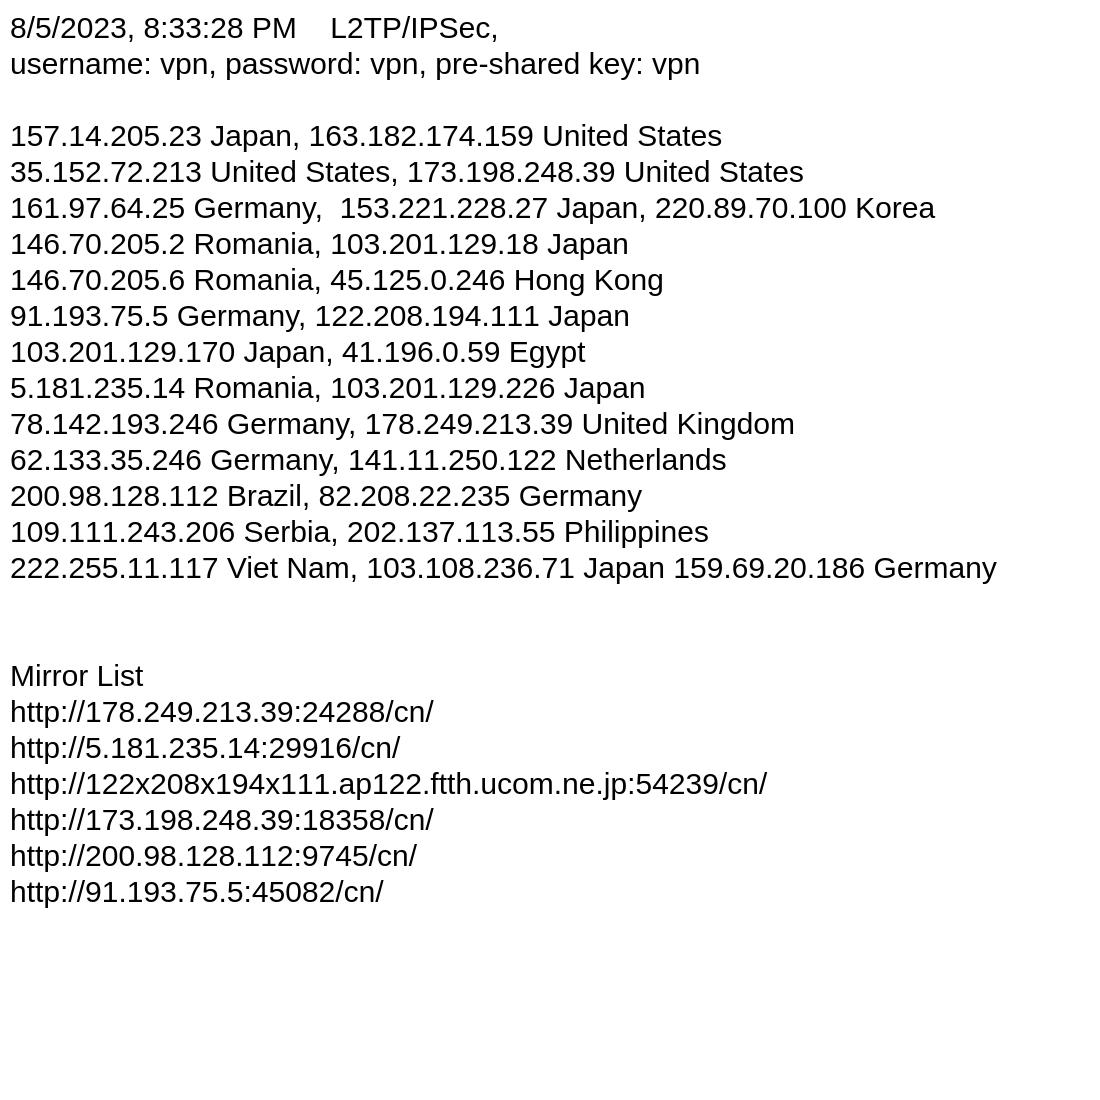 8/5/2023, 8:33:28 PM    L2TP/IPSec,
username: vpn, password: vpn, pre-shared key: vpn
157.14.205.23 Japan, 163.182.174.159 United States
35.152.72.213 United States, 173.198.248.39 United States
161.97.64.25 Germany,  153.221.228.27 Japan, 220.89.70.100 Korea
146.70.205.2 Romania, 103.201.129.18 Japan
146.70.205.6 Romania, 45.125.0.246 Hong Kong
91.193.75.5 Germany, 122.208.194.111 Japan
103.201.129.170 Japan, 41.196.0.59 Egypt
5.181.235.14 Romania, 103.201.129.226 Japan
78.142.193.246 Germany, 178.249.213.39 United Kingdom
62.133.35.246 Germany, 141.11.250.122 Netherlands
200.98.128.112 Brazil, 82.208.22.235 Germany
109.111.243.206 Serbia, 202.137.113.55 Philippines
222.255.11.117 Viet Nam, 103.108.236.71 Japan 159.69.20.186 Germany
Mirror List
http://178.249.213.39:24288/cn/
http://5.181.235.14:29916/cn/
http://122x208x194x111.ap122.ftth.ucom.ne.jp:54239/cn/
http://173.198.248.39:18358/cn/
http://200.98.128.112:9745/cn/
http://91.193.75.5:45082/cn/